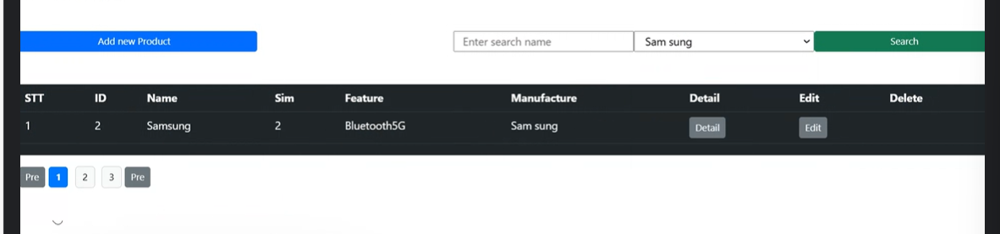 Add new Product Enter search name Sam sung Search
STT ID Name Sim Feature Manufacture Detail Edit Delete
1 2 Samsung 2 Bluetooth5G Sam sung Detail Edit
Pre 1 2 3 Pre